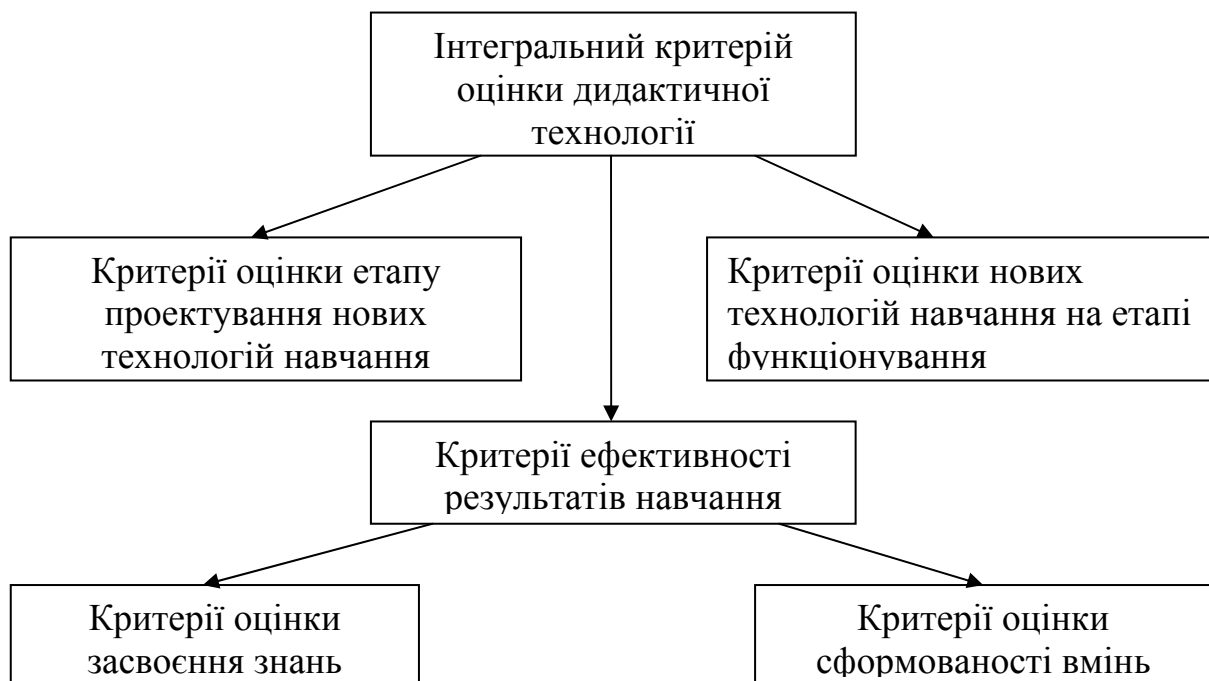 Інтегральний критерій
оцінки дидактичної
технології
Критерії оцінки етапу
проектування нових
технологій навчання
Критерії оцінки нових
технологій навчання на етапі
функціонування
Критерії ефективності
результатів навчання
Критерії оцінки
засвоєння знань
Критерії оцінки
сформованості вмінь